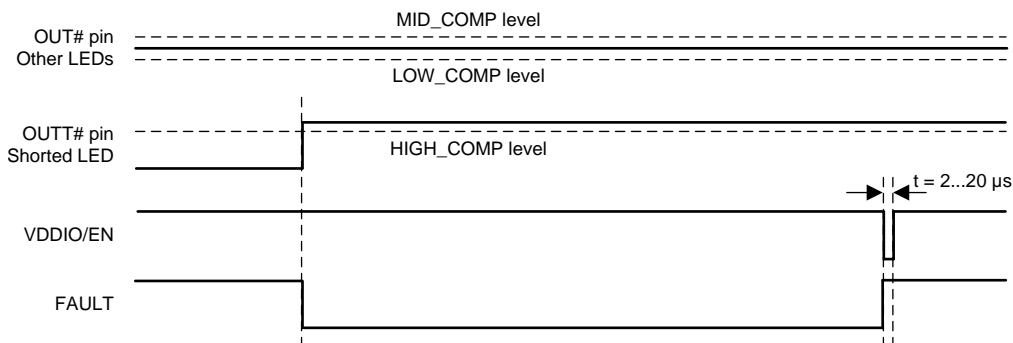 MID_COMP level
OUT# pin
Other LEDs
LOW_COMP level
OUTT# pin
Shorted LED
HIGH_COMP level
t = 2...20 μs
VDDIO/EN
FAULT